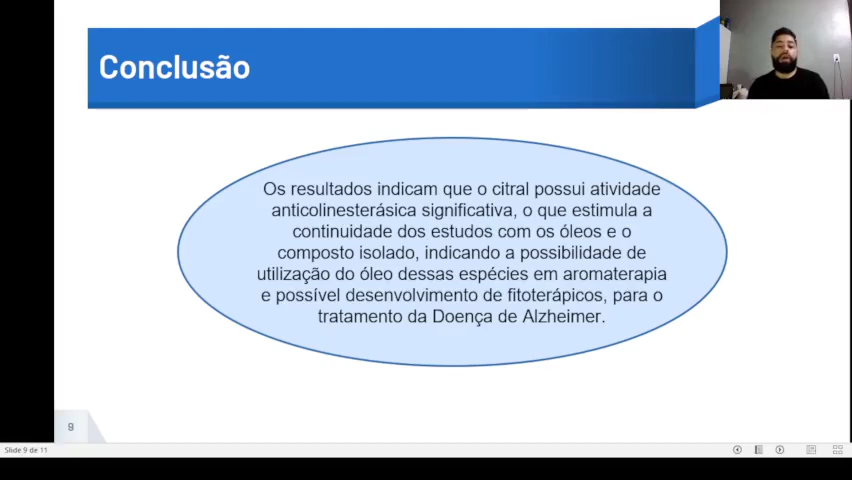 Conclusão
Os resultados indicam que o citral possui atividade
anticolinesterásica significativa, o que estimula a
continuidade dos estudos com os óleos e o
composto isolado, indicando a possibilidade de
utilização do óleo dessas espécies em aromaterapia
e possível desenvolvimento de fitoterápicos, para o
tratamento da Doença de Alzheimer.
9
Slide 9 de 11